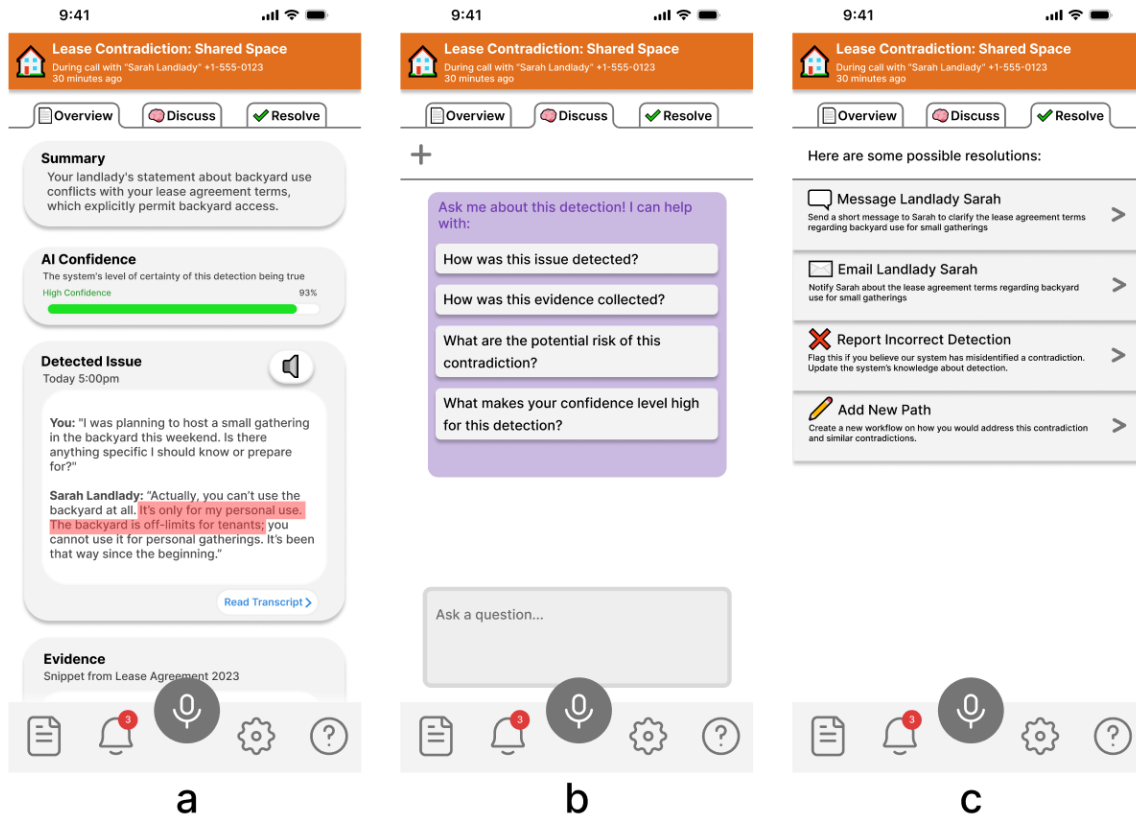 9:41
Lease Contradiction: Shared Space
During call with "Sarah Landlady" +1-555-0123
30 minutes ago
Overview
Discuss
Resolve
Summary
Your landlady's statement about backyard use
conflicts with your lease agreement terms,
which explicitly permit backyard access.
AI Confidence
The system's level of certainty of this detection being true
High Confidence
93%
Detected Issue
Today 5:00pm
You: "I was planning to host a small gathering
in the backyard this weekend. Is there
anything specific I should know or prepare
for?"
Sarah Landlady: “Actually, you can’t use the
backyard at all. It’s only for my personal use.
The backyard is off-limits for tenants; you
cannot use it for personal gatherings. It’s been
that way since the beginning.”
Read Transcript >
Evidence
Snippet from Lease Agreement 2023
3
a
9:41
Lease Contradiction: Shared Space
During call with "Sarah Landlady" +1-555-0123
30 minutes ago
Overview
Discuss
Resolve
Ask me about this detection! I can help
with:
How was this issue detected?
How was this evidence collected?
What are the potential risk of this
contradiction?
What makes your confidence level high
for this detection?
Ask a question...
3
b
9:41
Lease Contradiction: Shared Space
During call with "Sarah Landlady" +1-555-0123
30 minutes ago
Overview
Discuss
Resolve
Here are some possible resolutions:
Message Landlady Sarah
Send a short message to Sarah to clarify the lease agreement terms
regarding backyard use for small gatherings
Email Landlady Sarah
Notify Sarah about the lease agreement terms regarding backyard
use for small gatherings
Report Incorrect Detection
Flag this if you believe our system has misidentified a contradiction.
Update the system's knowledge about detection.
Add New Path
Create a new workflow on how you would address this contradiction
and similar contradictions.
3
c